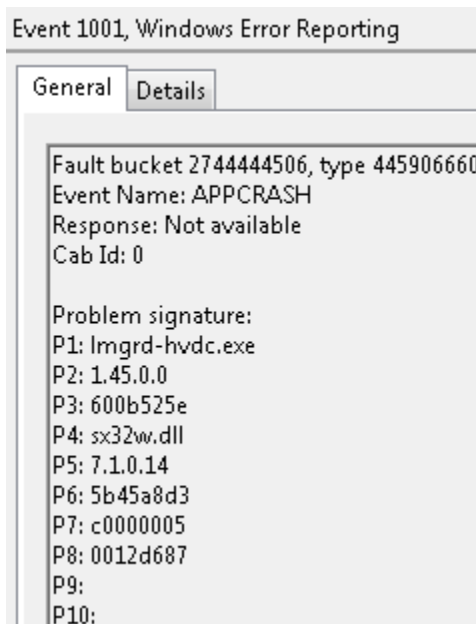 Event 1001, Windows Error Reporting
General Details
Fault bucket 2744444506, type 445906660
Event Name: APPCRASH
Response: Not available
Cab Id: 0
Problem signature:
P1: lmgrd-hvdc.exe
P2: 1.45.0.0
P3: 600b525e
P4: sx32w.dll
P5: 7.1.0.14
P6: 5b45a8d3
P7: c0000005
P8: 0012d687
P9:
P10: